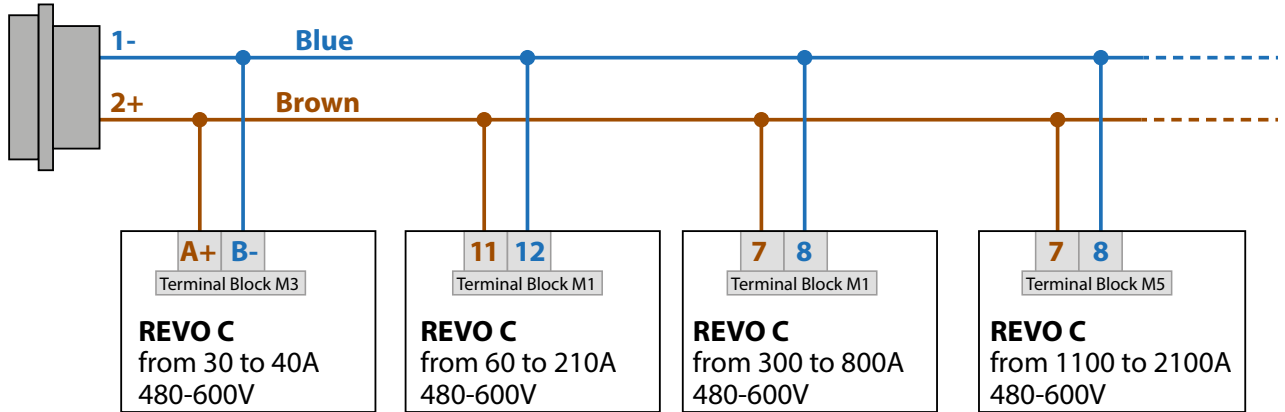 1-
Blue
2+
Brown
A+ B-
Terminal Block M3
REVO C
from 30 to 40A
480-600V
11 12
Terminal Block M1
REVO C
from 60 to 210A
480-600V
7 8
Terminal Block M1
REVO C
from 300 to 800A
480-600V
7 8
Terminal Block M5
REVO C
from 1100 to 2100A
480-600V